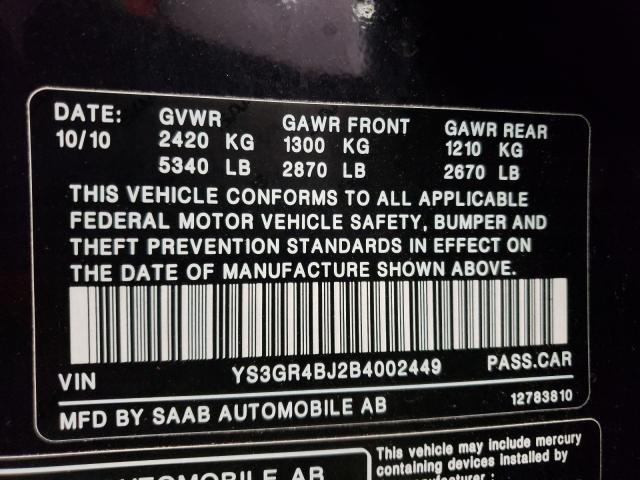 DATE: GVWR GAWR FRONT GAWR REAR
10/10 2420 KG 1300 KG 1210 KG
5340 LB 2870 LB 2670 LB
THIS VEHICLE CONFORMS TO ALL APPLICABLE
FEDERAL MOTOR VEHICLE SAFETY, BUMPER AND
THEFT PREVENTION STANDARDS IN EFFECT ON
THE DATE OF MANUFACTURE SHOWN ABOVE.
VIN YS3GR4BJ2B4002449 PASS.CAR
MFD BY SAAB AUTOMOBILE AB 12783810
This vehicle may include mercury
containing devices installed by
manufacturer :
AUTOMOBILE AB